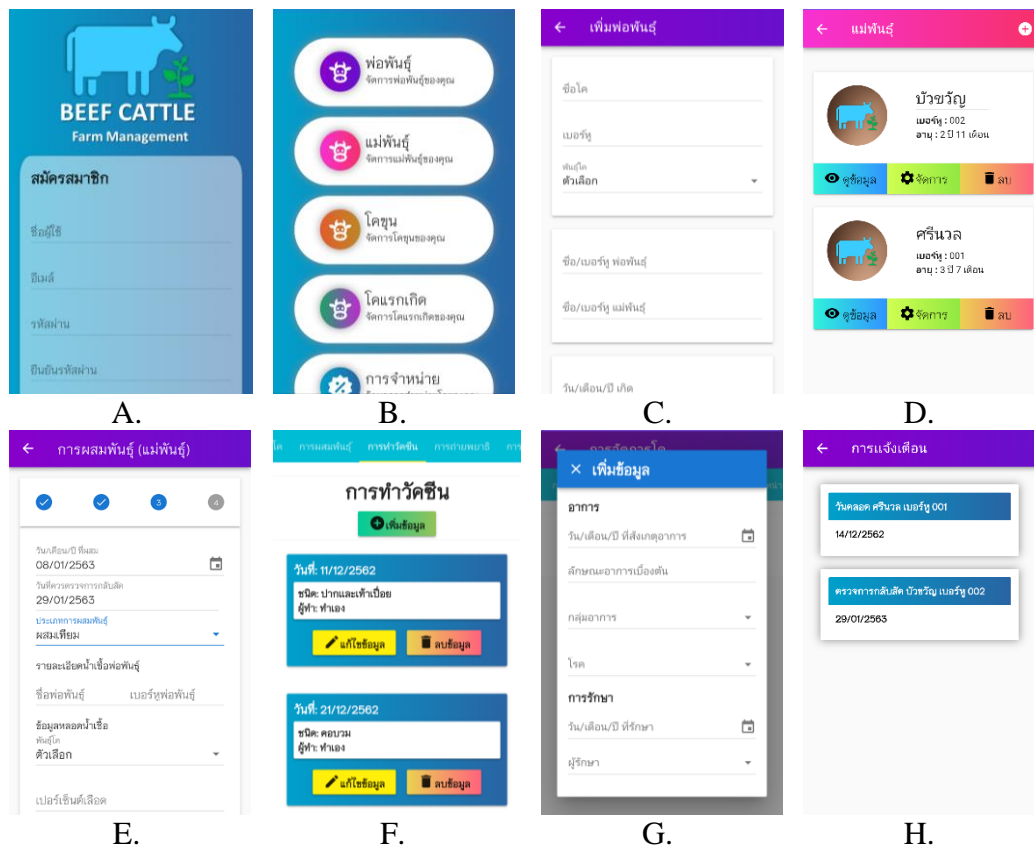 BEEF CATTLE
Farm Management
สมัครสมาชิก
ชื่อผู้ใช้
อีเมล์
รหัสผ่าน
ยืนยันรหัสผ่าน
A.
พ่อพันธุ์
จัดการพ่อพันธุ์ของคุณ
แม่พันธุ์
จัดการแม่พันธุ์ของคุณ
โคขุน
จัดการโคขุนของคุณ
โคแรกเกิด
จัดการโคแรกเกิดของคุณ
การจำหน่าย
B.
เพิ่มพ่อพันธุ์
ชื่อโค
เบอร์หู
พันธุ์โค
ตัวเลือก
ชื่อ/เบอร์หู พ่อพันธุ์
ชื่อ/เบอร์หู แม่พันธุ์
วัน/เดือน/ปี เกิด
C.
แม่พันธุ์
บัวขวัญ
เบอร์หู : 002
อายุ : 2 ปี 11 เดือน
ดูข้อมูล จัดการ ลบ
ศรีนวล
เบอร์หู : 001
อายุ : 3 ปี 7 เดือน
ดูข้อมูล จัดการ ลบ
D.
การผสมพันธุ์ (แม่พันธุ์)
3 4
วัน/เดือน/ปี ที่ผสม
08/01/2563
วันที่ควรตรวจการกลับสัด
29/01/2563
ประเภทการผสมพันธุ์
ผสมเทียม
รายละเอียดน้ำเชื้อพ่อพันธุ์
ชื่อพ่อพันธุ์ เบอร์หูพ่อพันธุ์
ข้อมูลหลอดน้ำเชื้อ
พันธุ์โค
ตัวเลือก
เปอร์เซ็นต์เลือด
E.
โค การผสมพันธุ์ การทำวัคซีน การถ่ายพยาธิ การ
การทำวัคซีน
เพิ่มข้อมูล
วันที่: 11/12/2562
ชนิด: ปากและเท้าเปื่อย
ผู้ทำ: ทำเอง
แก้ไขข้อมูล ลบข้อมูล
วันที่: 21/12/2562
ชนิด: คอบวม
ผู้ทำ: ทำเอง
แก้ไขข้อมูล ลบข้อมูล
F.
การจัดการโค
เพิ่มข้อมูล
อาการ
วัน/เดือน/ปี ที่สังเกตุอาการ
ลักษณะอาการเบื้องต้น
กลุ่มอาการ
โรค
การรักษา
วัน/เดือน/ปี ที่รักษา
ผู้รักษา
G.
การแจ้งเตือน
วันคลอด ศรีนวล เบอร์หู 001
14/12/2562
ตรวจการกลับสัด บัวขวัญ เบอร์หู 002
29/01/2563
H.